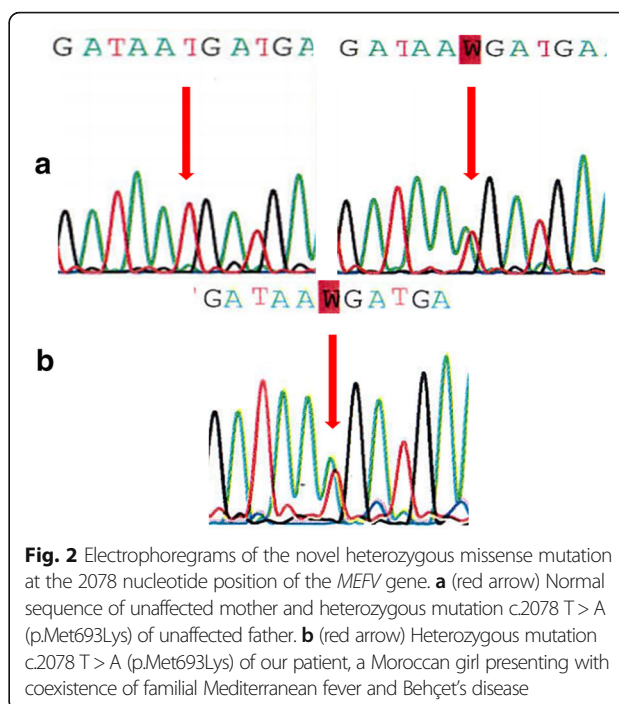 GATAATGATGA
GATAAWGATGA
a
'GATAAWGATGA
b
Fig. 2 Electrophoregrams of the novel heterozygous missense mutation
at the 2078 nucleotide position of the MEFV gene. a (red arrow) Normal
sequence of unaffected mother and heterozygous mutation c.2078 T > A
(p.Met693Lys) of unaffected father. b (red arrow) Heterozygous mutation
c.2078 T > A (p.Met693Lys) of our patient, a Moroccan girl presenting with
coexistence of familial Mediterranean fever and Behçet's disease